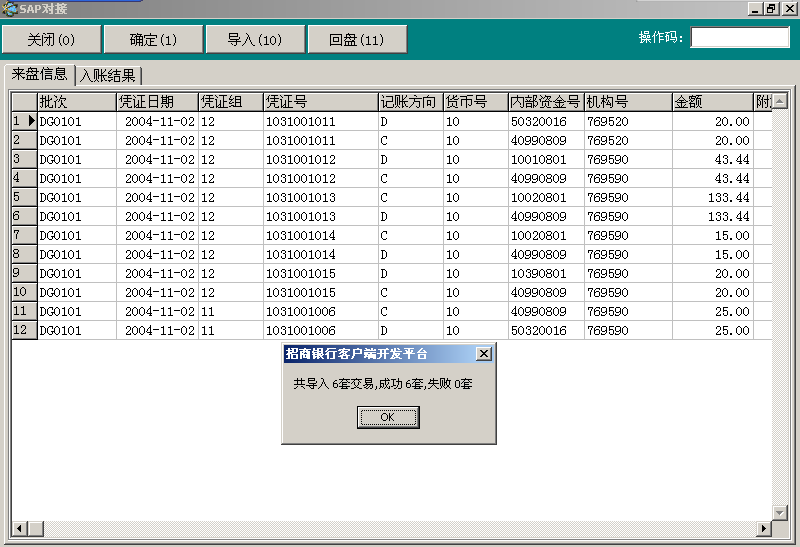 SAP对接
关闭(0) 确定(1) 导入(10) 回盘(11) 操作码:
来盘信息 入账结果
批次 凭证日期 凭证组 凭证号 记账方向 货币号 内部资金号 机构号 金额
1 DG0101 2004-11-02 12 1031001011 D 10 50320016 769520 20.00
2 DG0101 2004-11-02 12 1031001011 C 10 40990809 769520 20.00
3 DG0101 2004-11-02 12 1031001012 D 10 10010801 769590 43.44
4 DG0101 2004-11-02 12 1031001012 C 10 40990809 769590 43.44
5 DG0101 2004-11-02 12 1031001013 C 10 10020801 769590 133.44
6 DG0101 2004-11-02 12 1031001013 D 10 40990809 769590 133.44
7 DG0101 2004-11-02 12 1031001014 C 10 10020801 769590 15.00
8 DG0101 2004-11-02 12 1031001014 D 10 40990809 769590 15.00
9 DG0101 2004-11-02 12 1031001015 D 10 10390801 769590 20.00
10 DG0101 2004-11-02 12 1031001015 C 10 40990809 769590 20.00
11 DG0101 2004-11-02 11 1031001006 C 10 40990809 769590 25.00
12 DG0101 2004-11-02 11 1031001006 D 10 50320016 769590 25.00
招商银行客户端开发平台
共导入 6套交易,成功 6套,失败 0套
OK